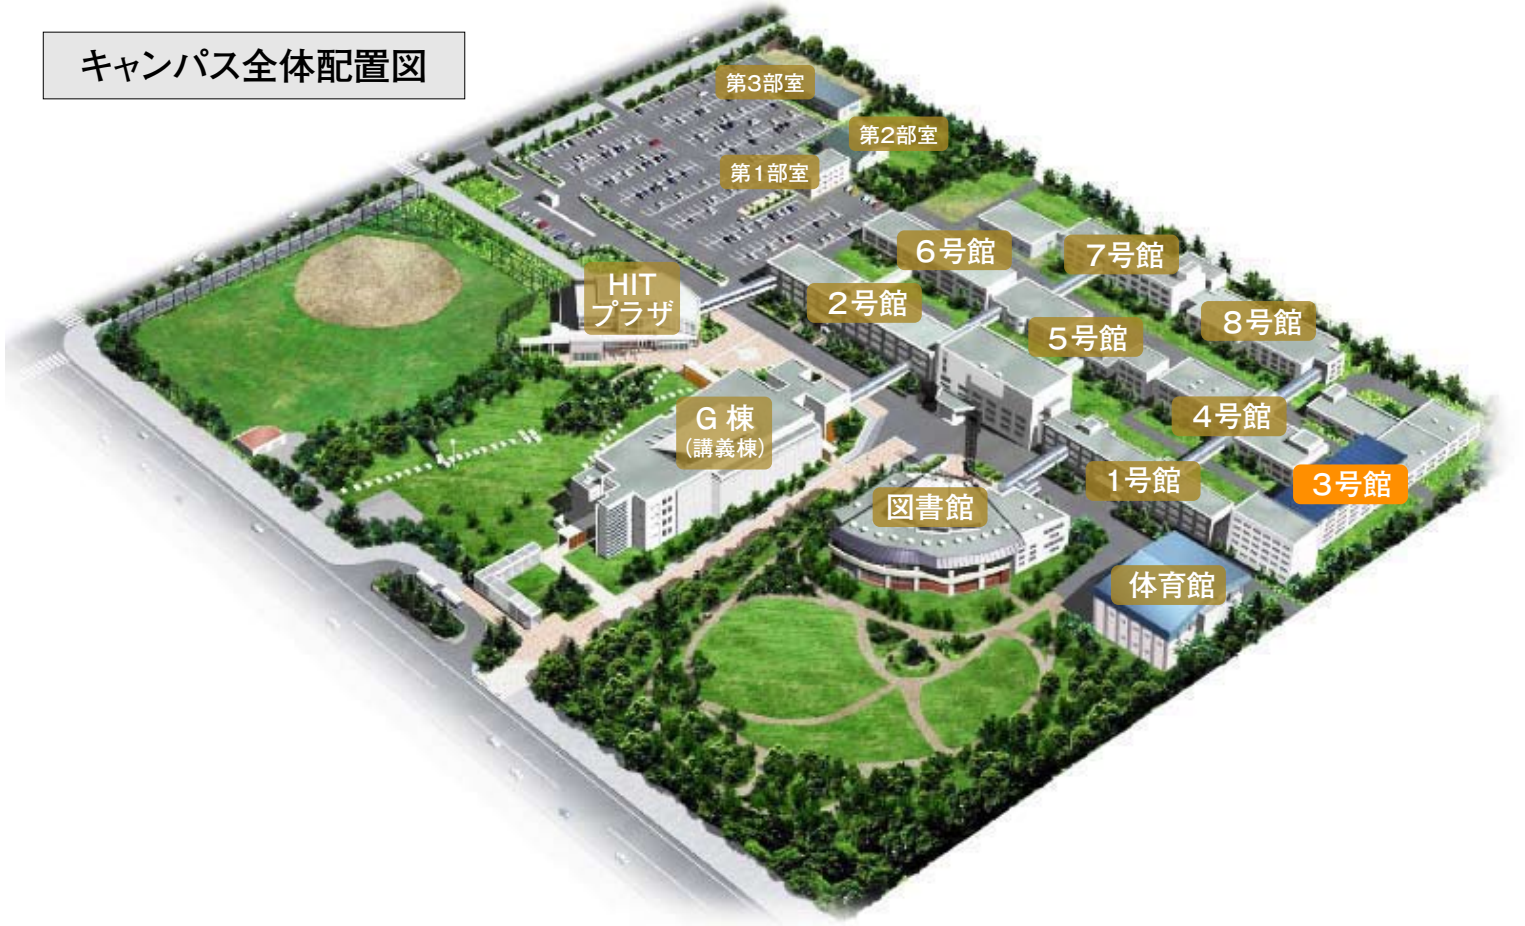 キャンパス全体配置図
第3部室
第2部室
第1部室
6号館
7号館
HIT
プラザ
2号館
5号館
8号館
G棟
(講義棟)
4号館
1号館
3号館
図書館
体育館